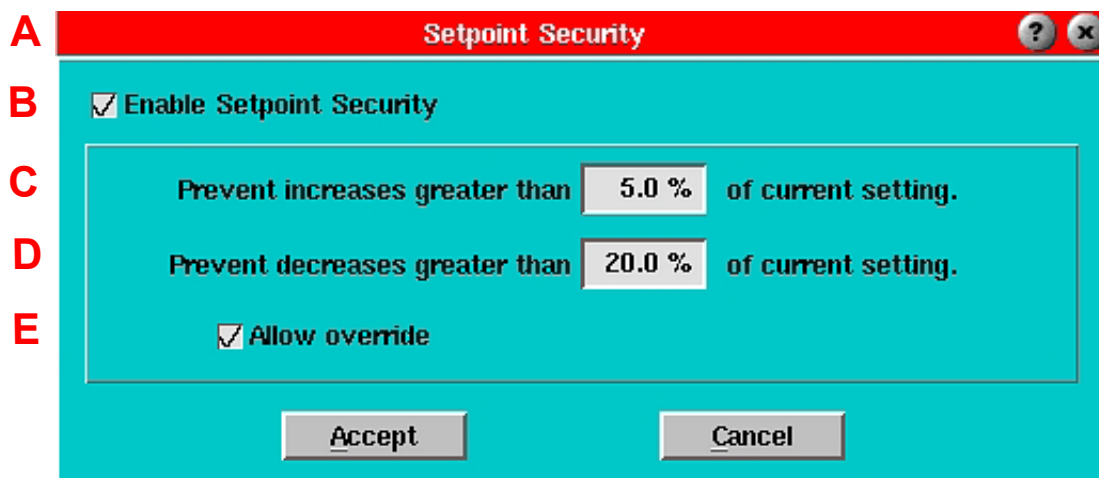 A Setpoint Security ? x
B Enable Setpoint Security
C Prevent increases greater than 5.0 % of current setting.
D Prevent decreases greater than 20.0 % of current setting.
E Allow override
Accept Cancel